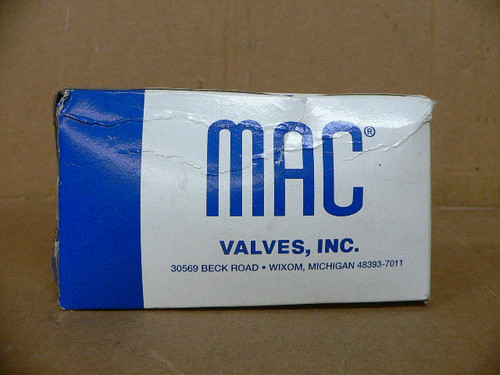 MAC®
VALVES, INC.
30569 BECK ROAD • WIXOM, MICHIGAN 48393-7011